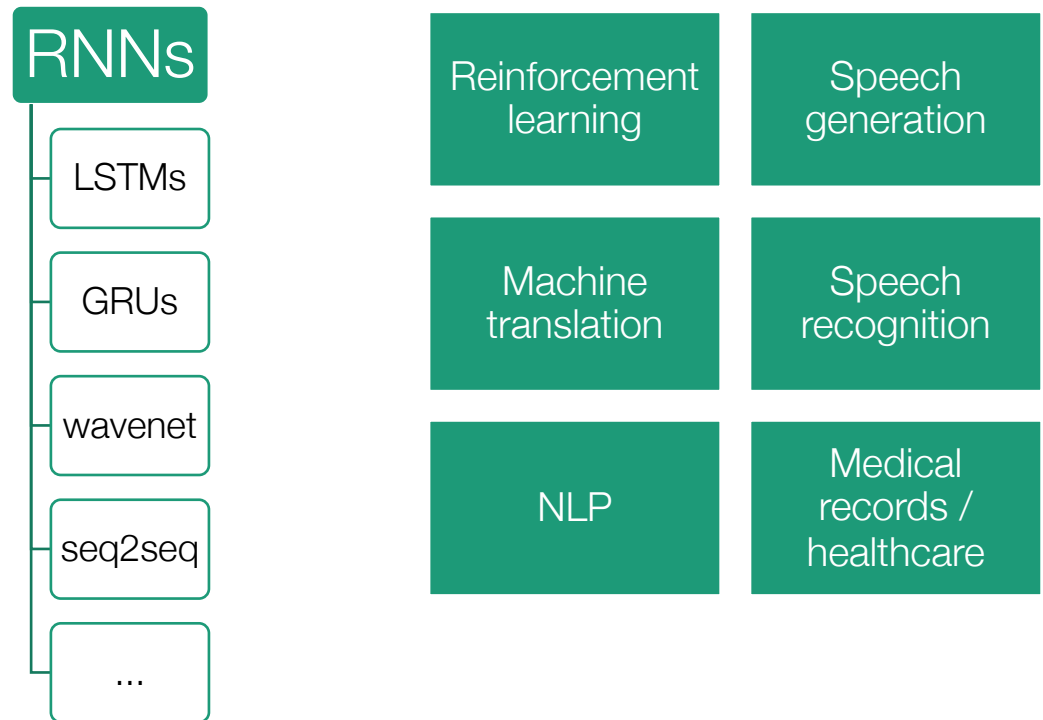 RNNs
LSTMs
GRUs
wavenet
seq2seq
...
Reinforcement
learning
Speech
generation
Machine
translation
Speech
recognition
NLP
Medical
records /
healthcare